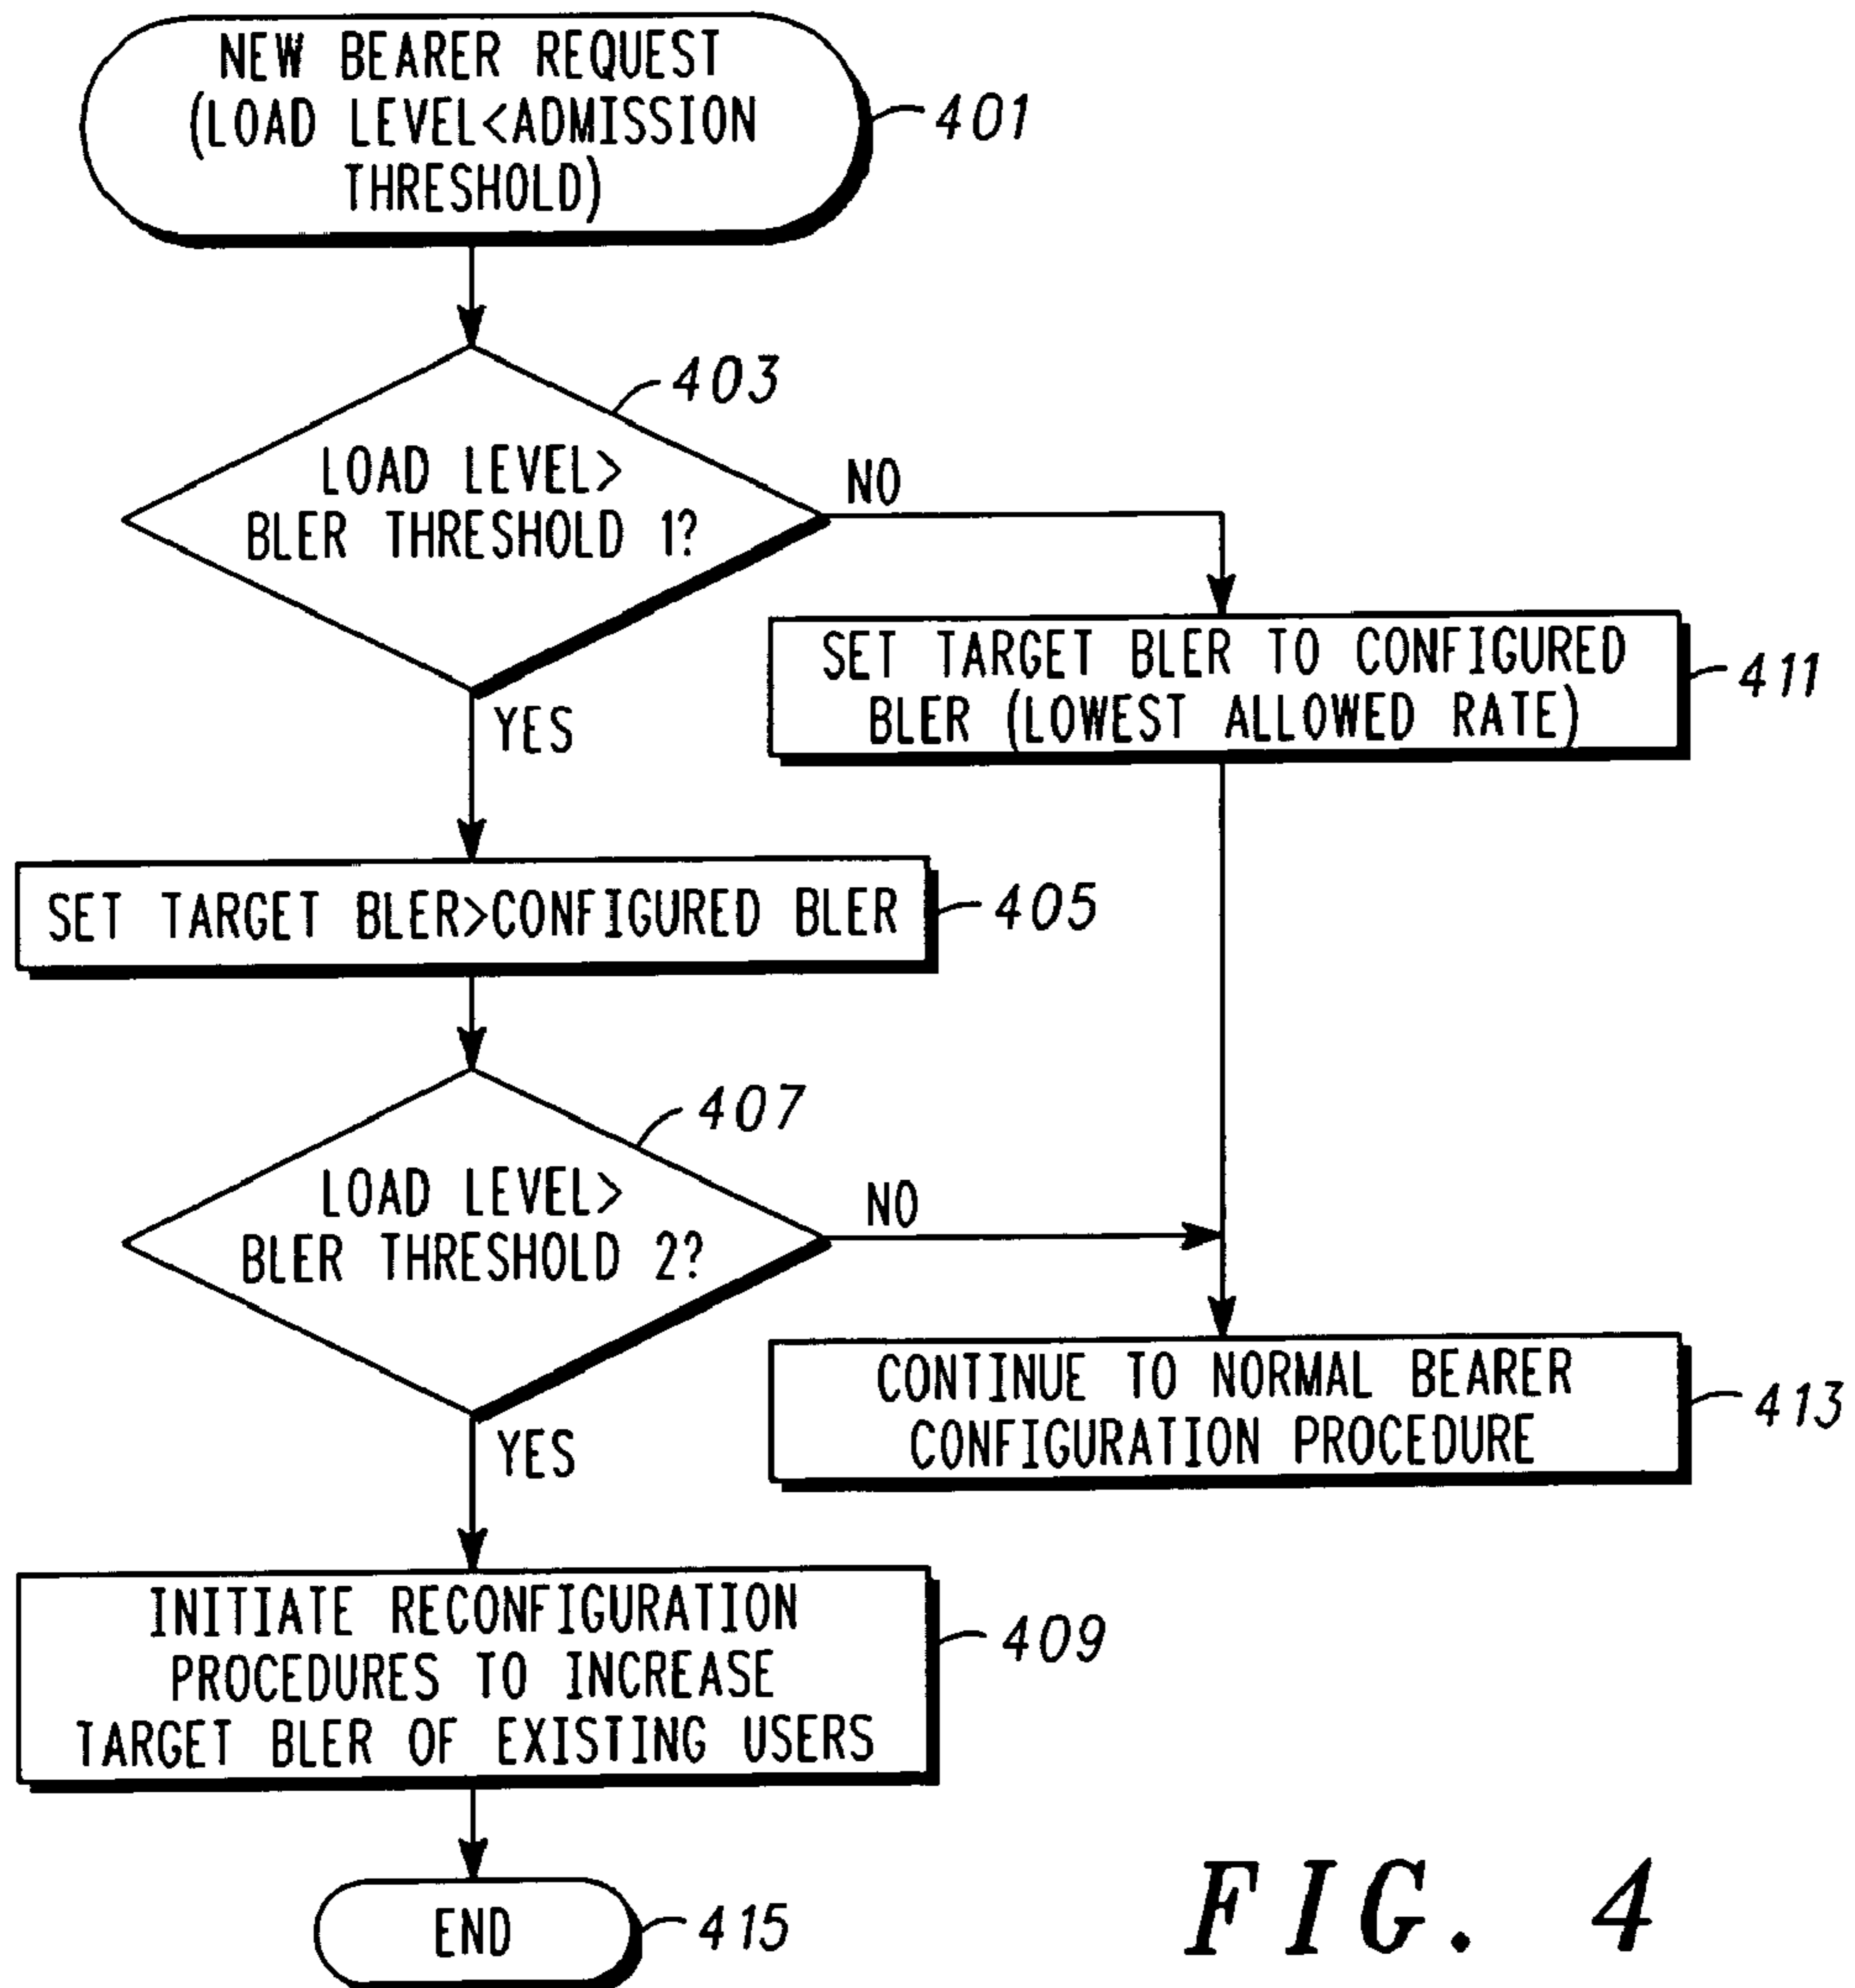 NEW BEARER REQUEST
(LOAD LEVEL<ADMISSION
THRESHOLD)
401
403
LOAD LEVEL>
BLER THRESHOLD 1?
NO
YES
SET TARGET BLER TO CONFIGURED
BLER (LOWEST ALLOWED RATE)
411
SET TARGET BLER>CONFIGURED BLER
405
407
LOAD LEVEL>
BLER THRESHOLD 2?
NO
YES
CONTINUE TO NORMAL BEARER
CONFIGURATION PROCEDURE
413
INITIATE RECONFIGURATION
PROCEDURES TO INCREASE
TARGET BLER OF EXISTING USERS
409
END
415
FIG. 4